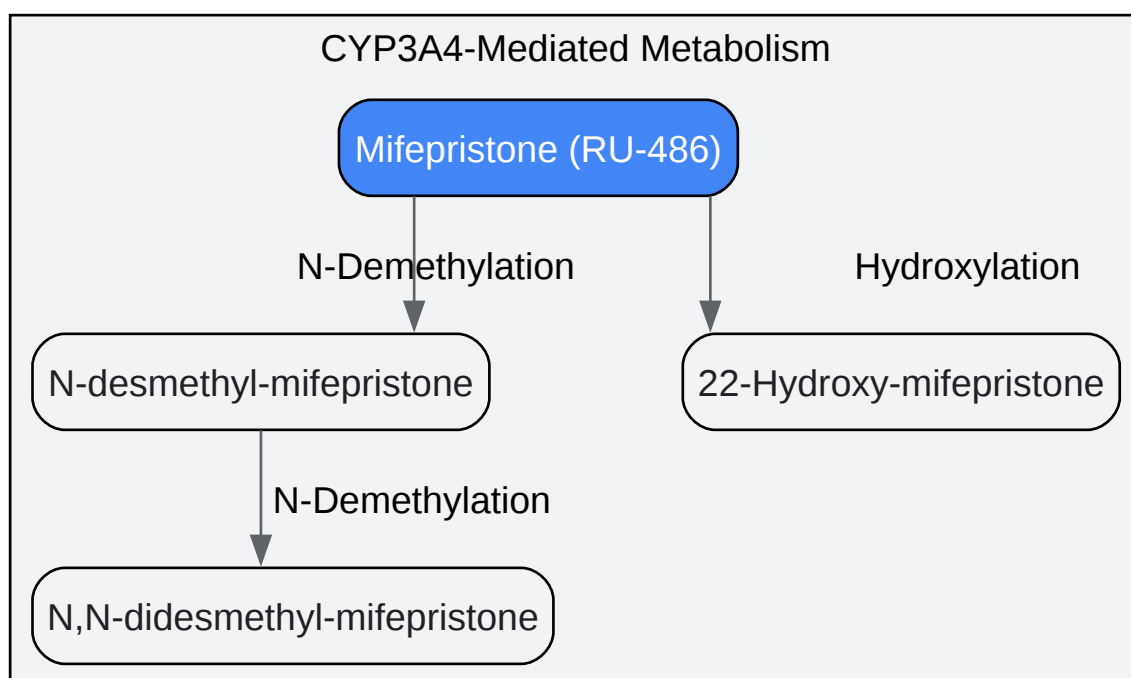 CYP3A4-Mediated Metabolism
Mifepristone (RU-486)
N-Demethylation
Hydroxylation
N-desmethyl-mifepristone
22-Hydroxy-mifepristone
N-Demethylation
N,N-didesmethyl-mifepristone